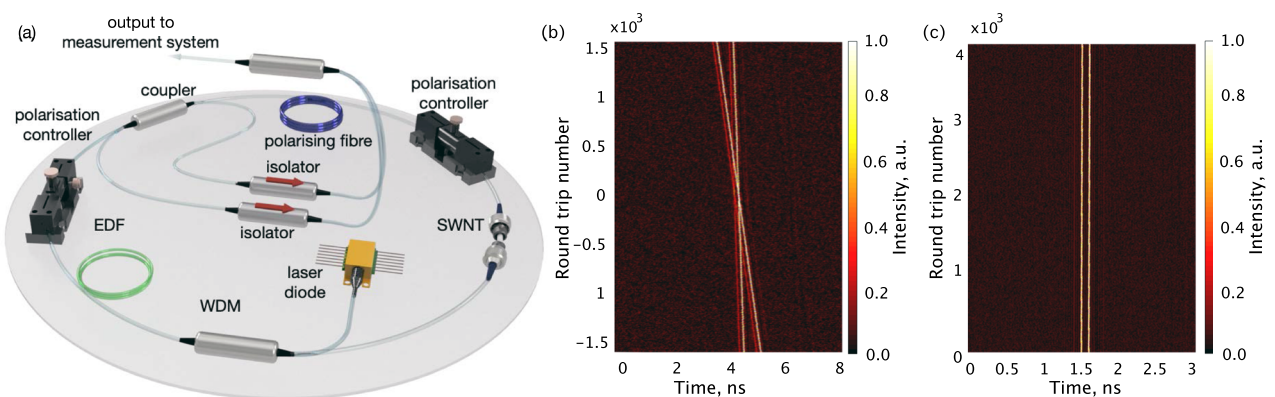 (a)
output to
measurement system
coupler
polarisation
controller
polarising fibre
polarisation
controller
isolator
isolator
EDF
SWNT
laser
diode
WDM
(b)
x10³
1.5
1
0.5
0
−0.5
1
−1.5
Round trip number
0 2 4 6 8
Time, ns
1.0
0.8
0.6
0.4
0.2
0.0
Intensity, a.u.
(c)
x10³
4
3
2
1
0
Round trip number
0 0.5 1 1.5 2 2.5 3
Time, ns
1.0
0.8
0.6
0.4
0.2
0.0
Intensity, a.u.